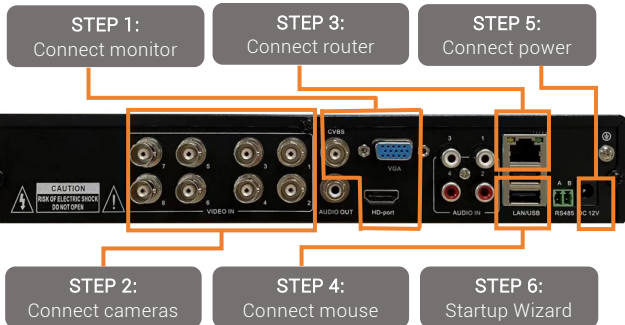 STEP 1:
Connect monitor
STEP 3:
Connect router
STEP 5:
Connect power
CVBS
VGA
7
5
3
1
8
6
4
2
VIDEO IN
AUDIO OUT
HD-port
3
1
4
2
AUDIO IN
LAN/USB
A B
RS485
DC 12V
CAUTION
RISK OF ELECTRIC SHOCK
DO NOT OPEN
STEP 2:
Connect cameras
STEP 4:
Connect mouse
STEP 6:
Startup Wizard